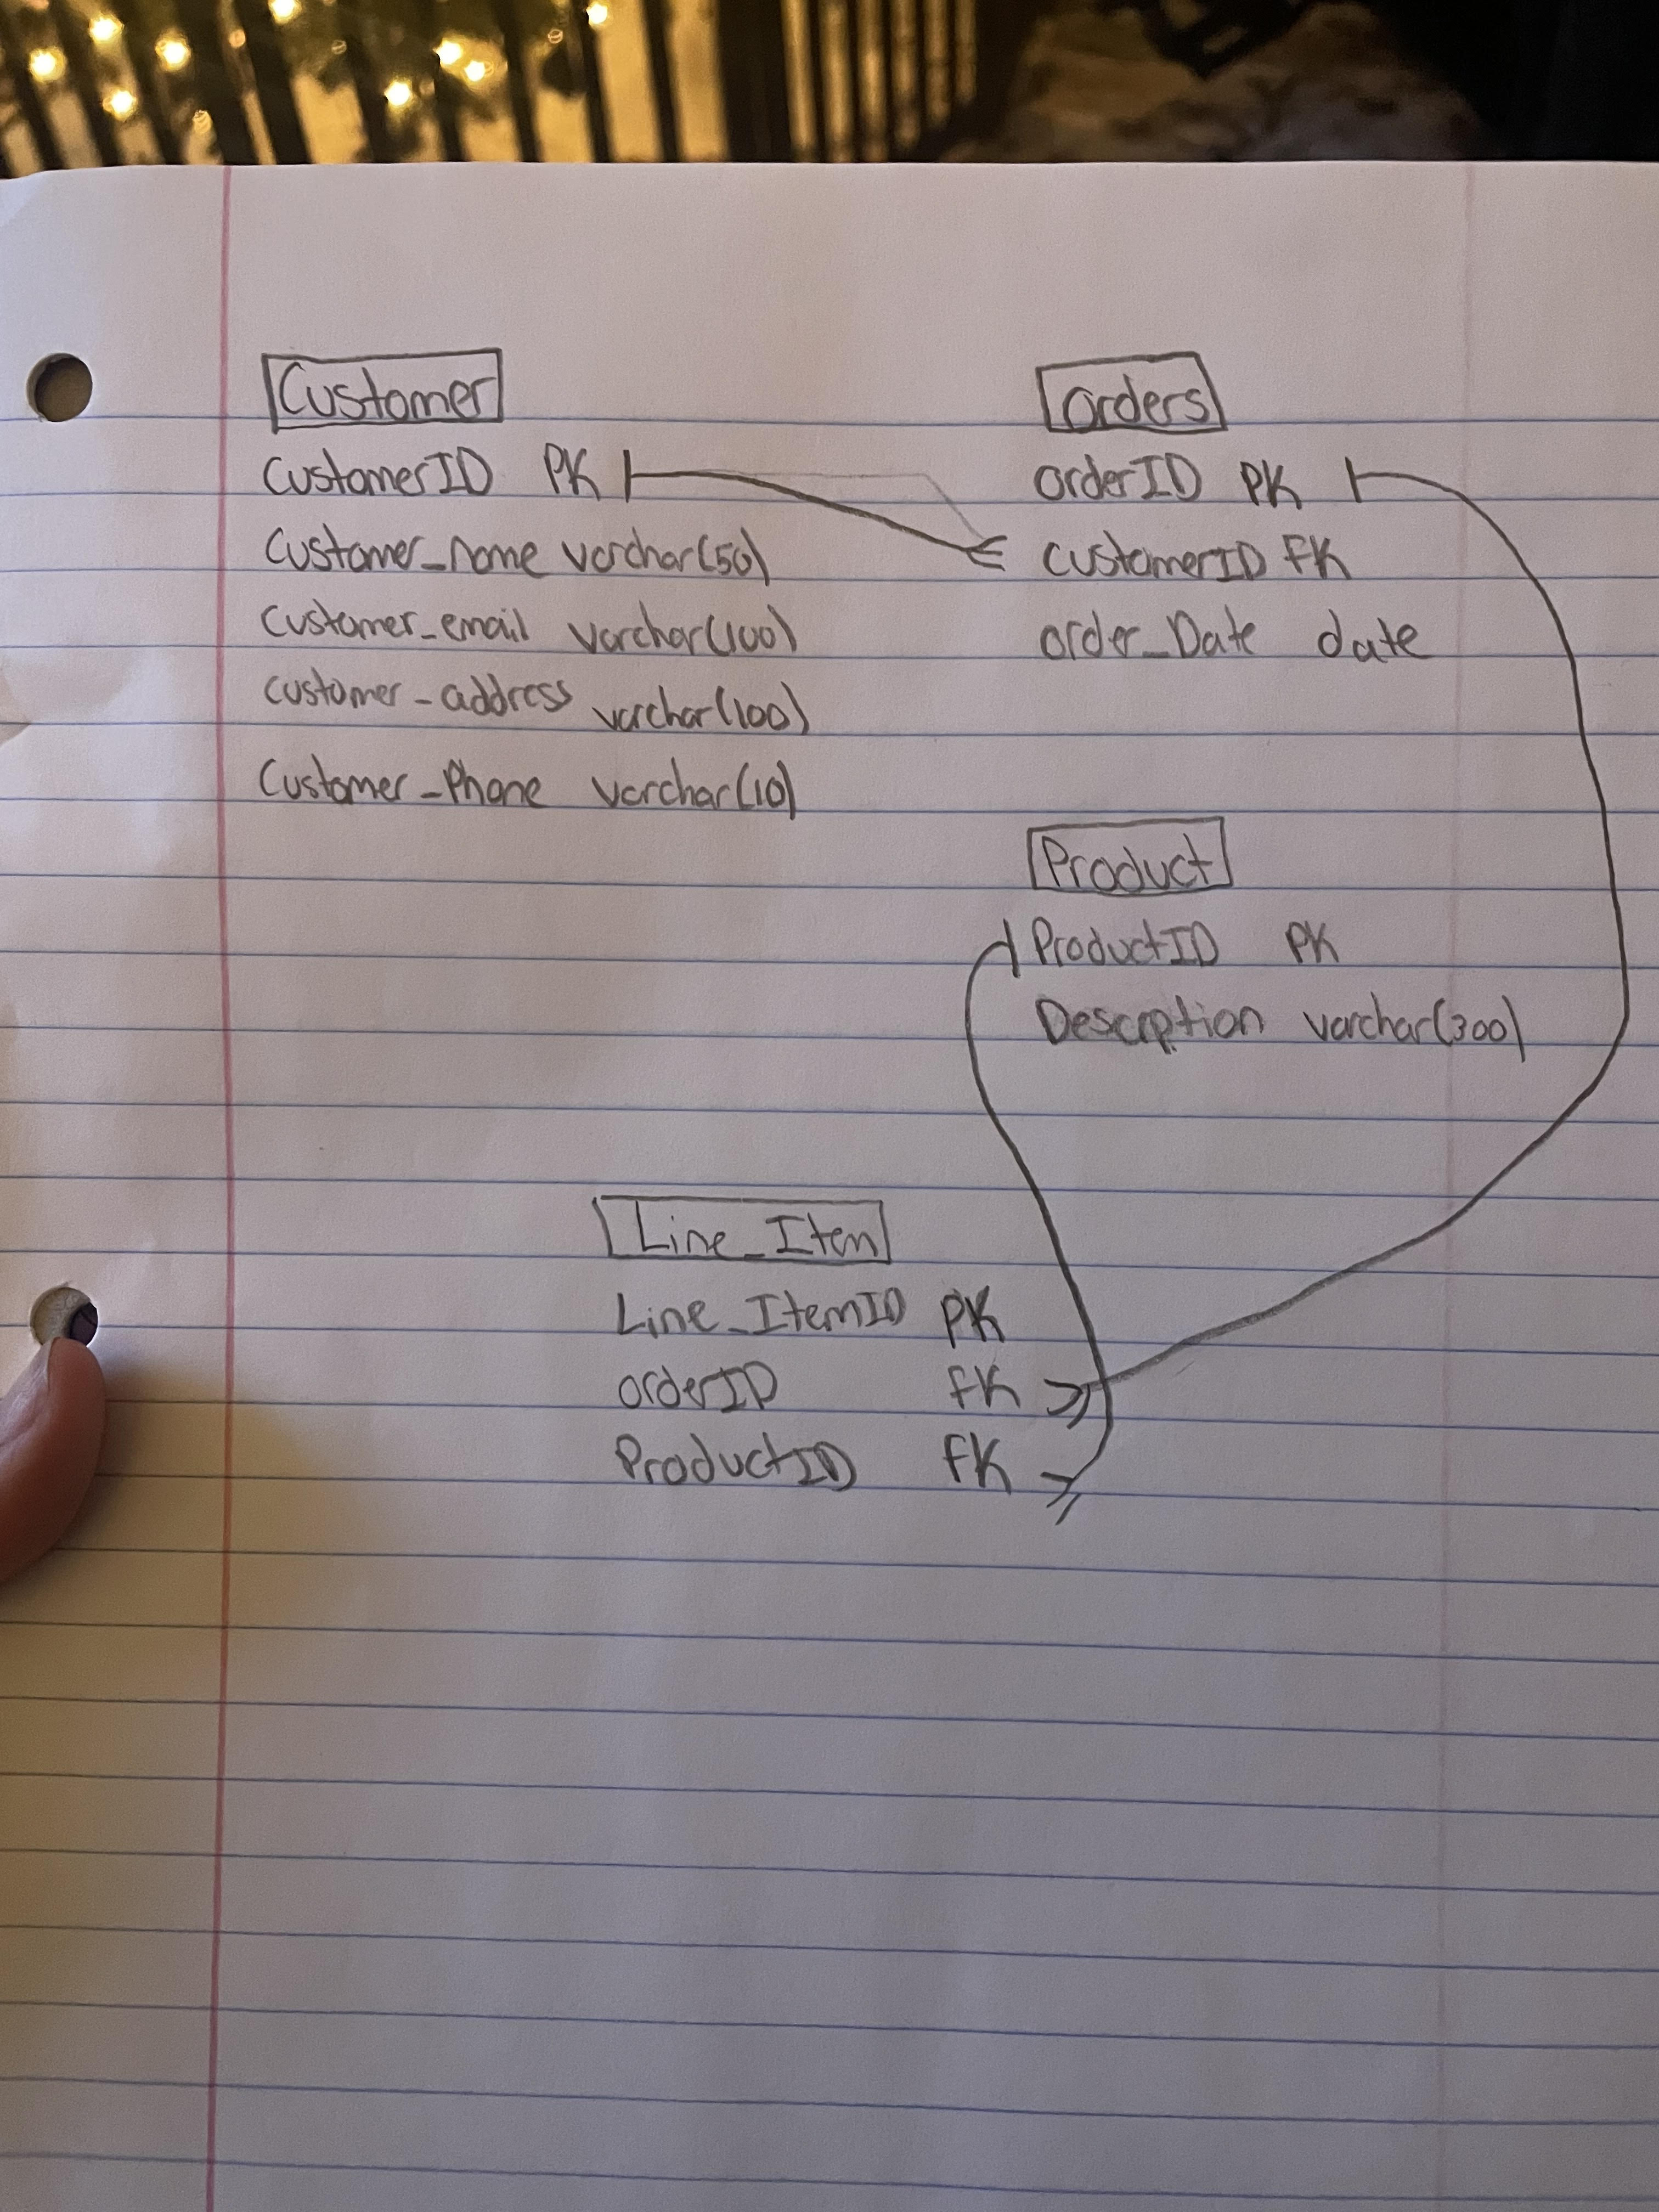 Customer
CustomerID PK
Customer_name varchar(50)
Customer_email varchar(100)
customer_address varchar(100)
Customer_Phone varchar(10)
orders
orderID PK
customerID FK
order_Date date
Product
ProductID PK
Descrption varchar(300)
Line_Item
Line_ItemID PK
orderID FK
ProductID FK